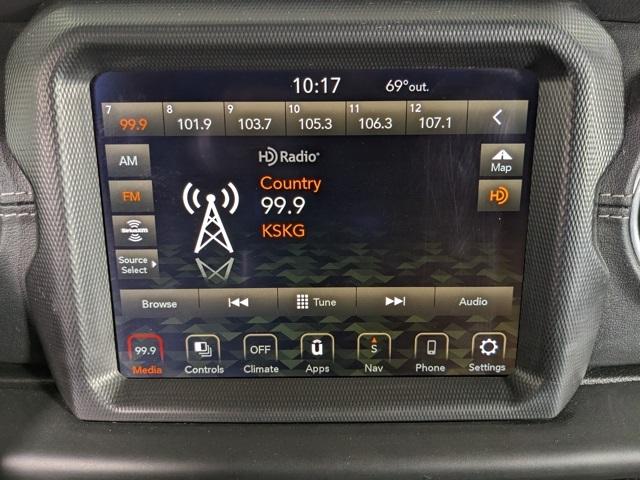 10:17 69°out.
7 8 9 10 11 12
99.9 101.9 103.7 105.3 106.3 107.1
AM
HD Radio
Map
Country
FM
99.9
HD
KSKG
SiriusXM
Source
Select
Browse Tune Audio
99.9 OFF u S
Media Controls Climate Apps Nav Phone Settings